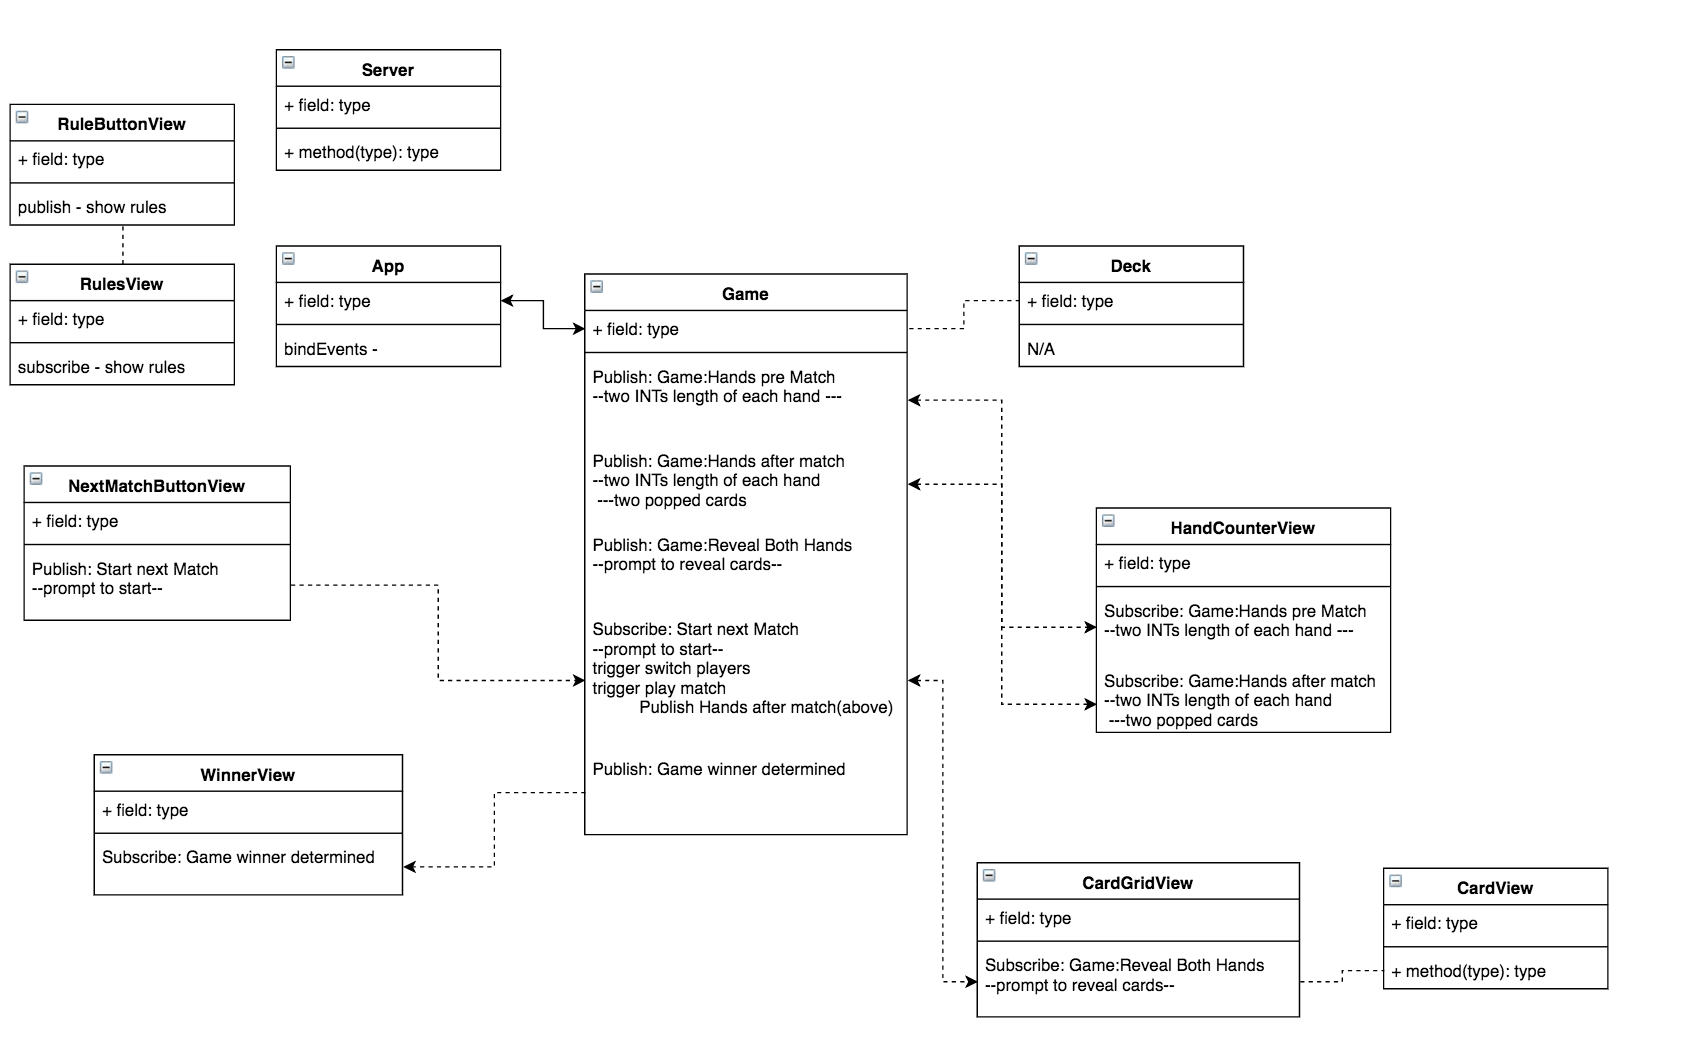 Server
+ field: type
+ method(type): type
RuleButtonView
+ field: type
publish - show rules
RulesView
+ field: type
subscribe - show rules
App
+ field: type
bindEvents -
Game
+ field: type
Publish: Game:Hands pre Match
--two INTs length of each hand ---
Publish: Game:Hands after match
--two INTs length of each hand
---two popped cards
Publish: Game:Reveal Both Hands
--prompt to reveal cards--
Subscribe: Start next Match
--prompt to start--
trigger switch players
trigger play match
Publish Hands after match(above)
Publish: Game winner determined
Deck
+ field: type
N/A
NextMatchButtonView
+ field: type
Publish: Start next Match
--prompt to start--
HandCounterView
+ field: type
Subscribe: Game:Hands pre Match
--two INTs length of each hand ---
Subscribe: Game:Hands after match
--two INTs length of each hand
---two popped cards
WinnerView
+ field: type
Subscribe: Game winner determined
CardGridView
+ field: type
Subscribe: Game:Reveal Both Hands
--prompt to reveal cards--
CardView
+ field: type
+ method(type): type